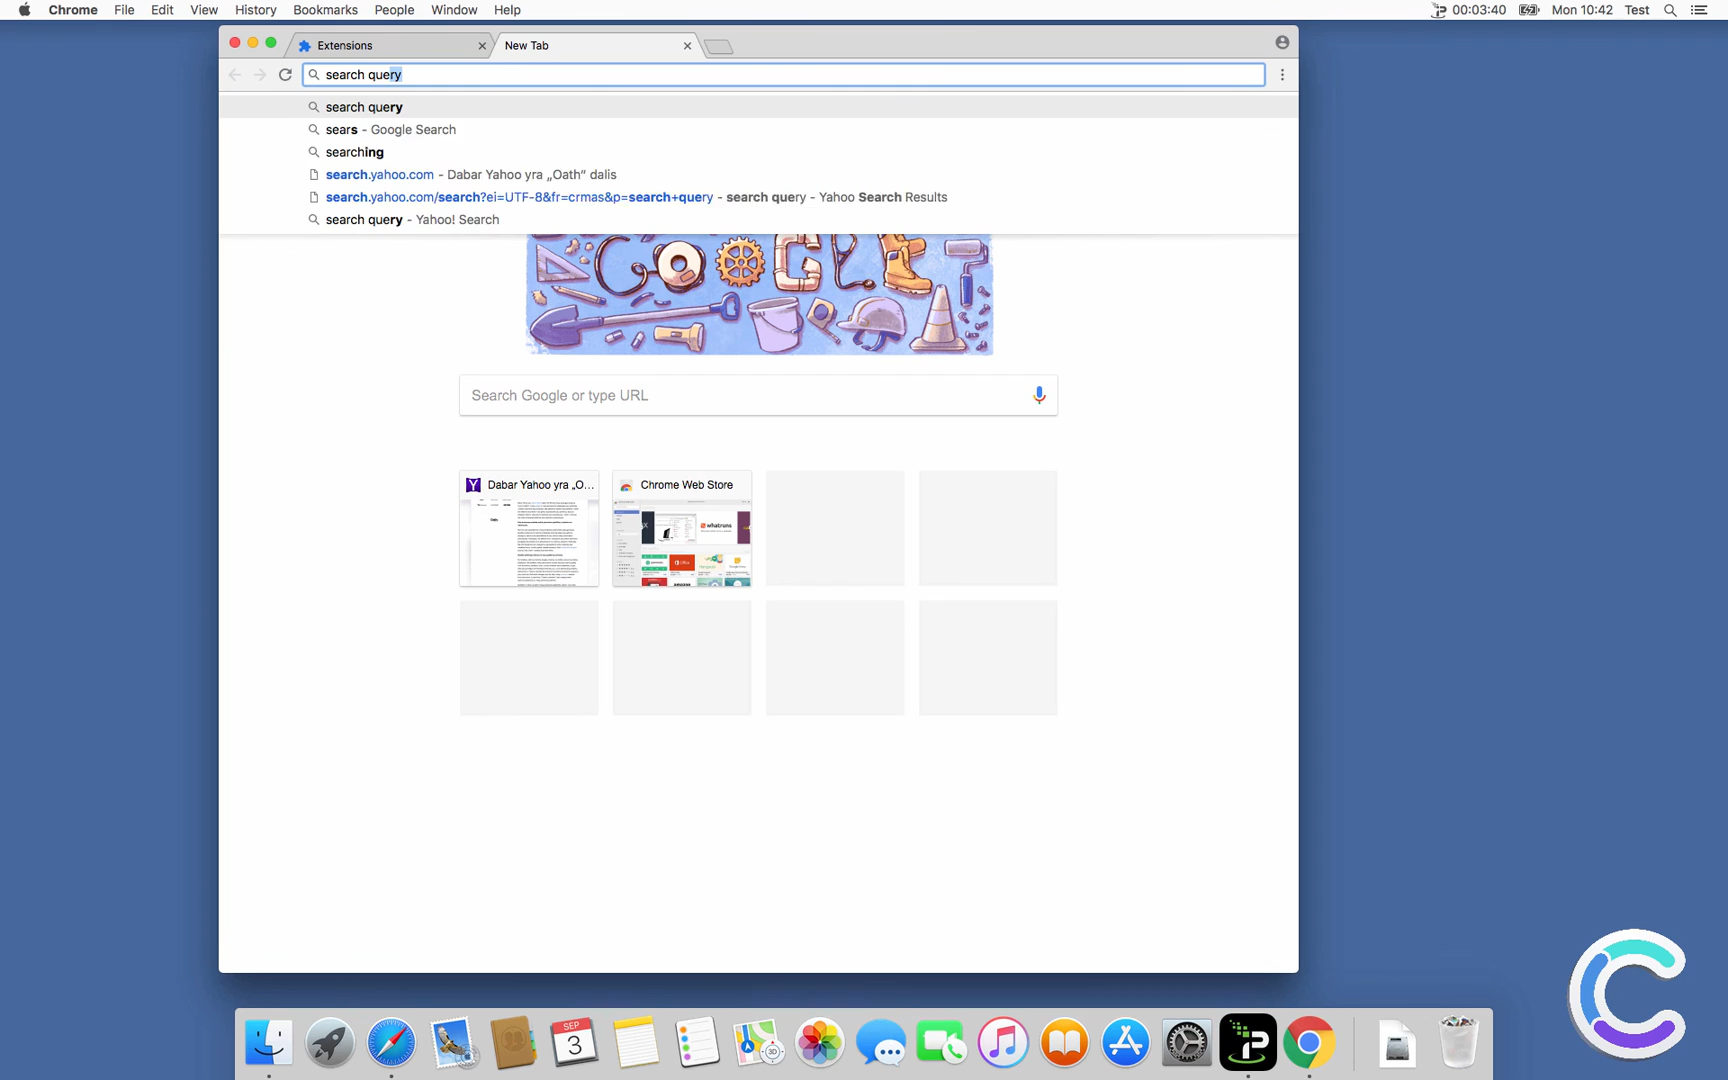 Chrome File Edit View History Bookmarks People Window Help 00:03:40 Mon 10:42 Test
Extensions New Tab
search query
search query
sears - Google Search
searching
search.yahoo.com - Dabar Yahoo yra „Oath“ dalis
search.yahoo.com/search?ei=UTF-8&fr=crmas&p=search+query - search query - Yahoo Search Results
search query - Yahoo! Search
GOOGLE
Search Google or type URL
Dabar Yahoo yra „O... Chrome Web Store
whatruns
SEP
3
3D